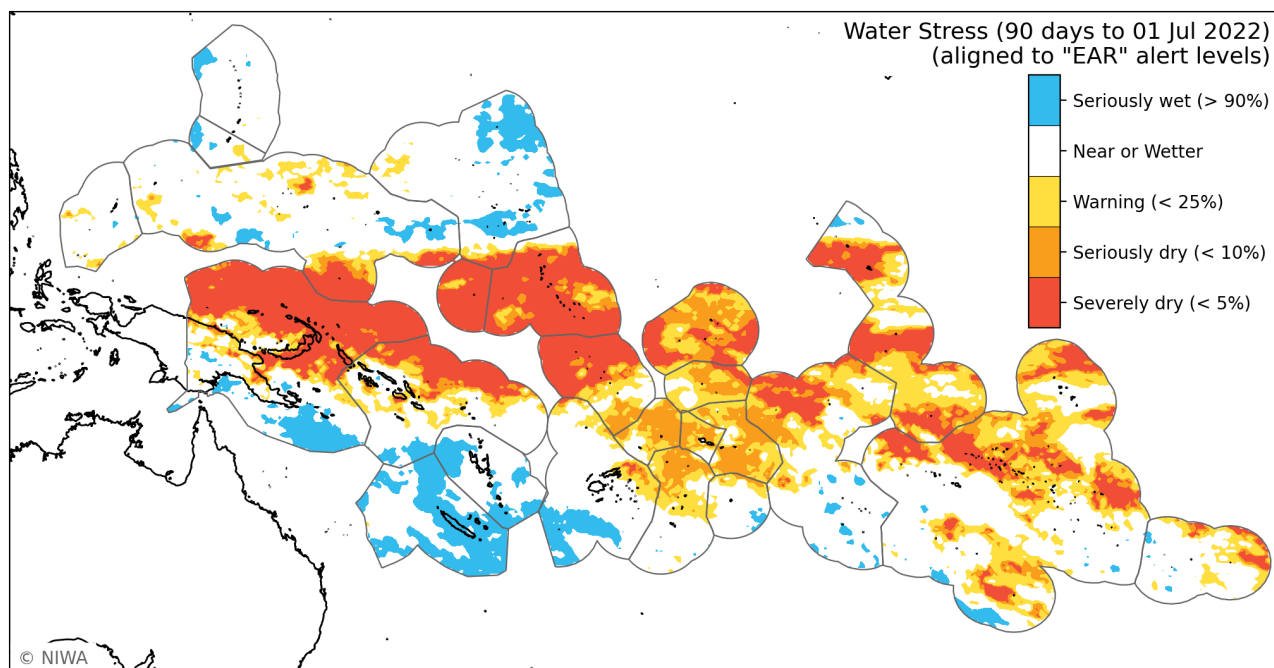 Water Stress (90 days to 01 Jul 2022)
(aligned to "EAR" alert levels)
Seriously wet (> 90%)
Near or Wetter
Warning (< 25%)
Seriously dry (< 10%)
Severely dry (< 5%)
© NIWA